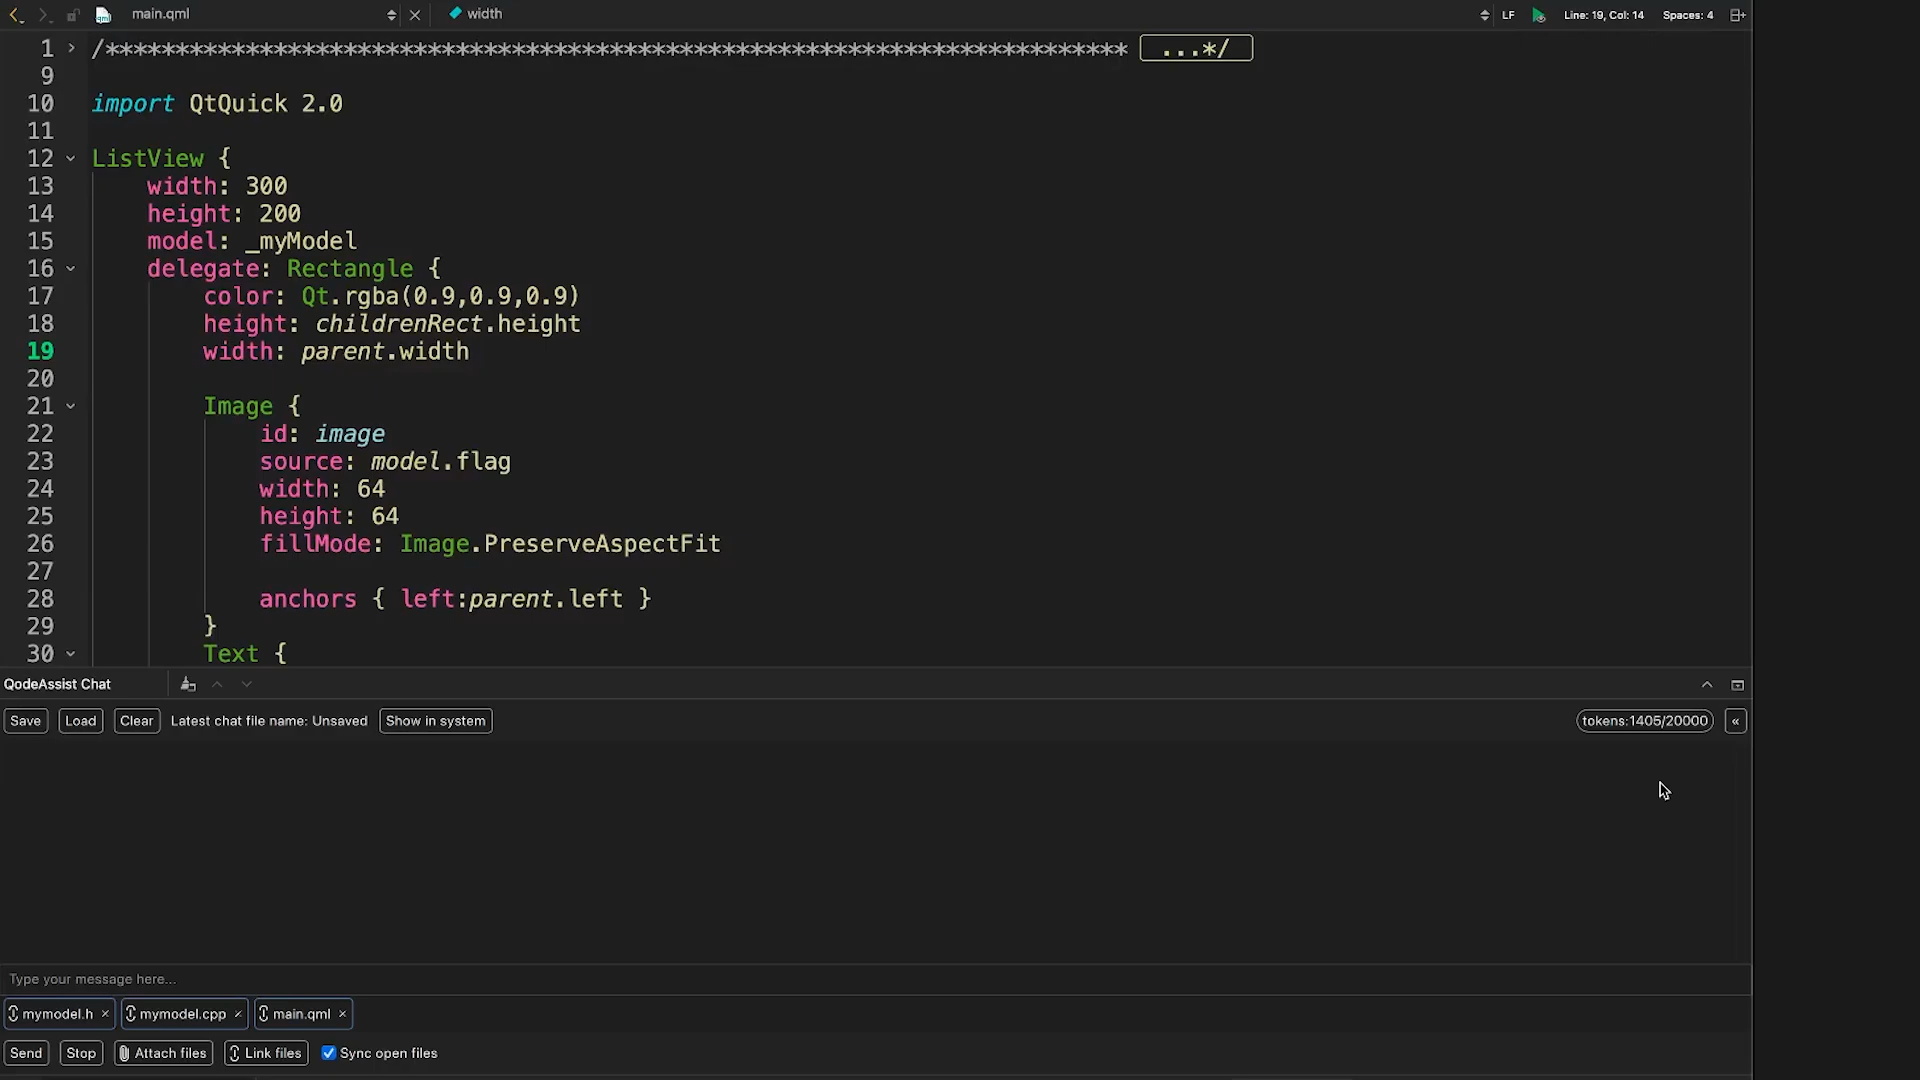 main.qml width LF Line: 19, Col: 14 Spaces: 4
1 /************************************************************************** ...*/
9
10 import QtQuick 2.0
11
12 ListView {
13 width: 300
14 height: 200
15 model: _myModel
16 delegate: Rectangle {
17 color: Qt.rgba(0.9,0.9,0.9)
18 height: childrenRect.height
19 width: parent.width
20
21 Image {
22 id: image
23 source: model.flag
24 width: 64
25 height: 64
26 fillMode: Image.PreserveAspectFit
27
28 anchors { left:parent.left }
29 }
30 Text {
QodeAssist Chat
Save Load Clear Latest chat file name: Unsaved Show in system tokens:1405/20000 «
Type your message here...
mymodel.h × mymodel.cpp × main.qml ×
Send Stop Attach files Link files Sync open files